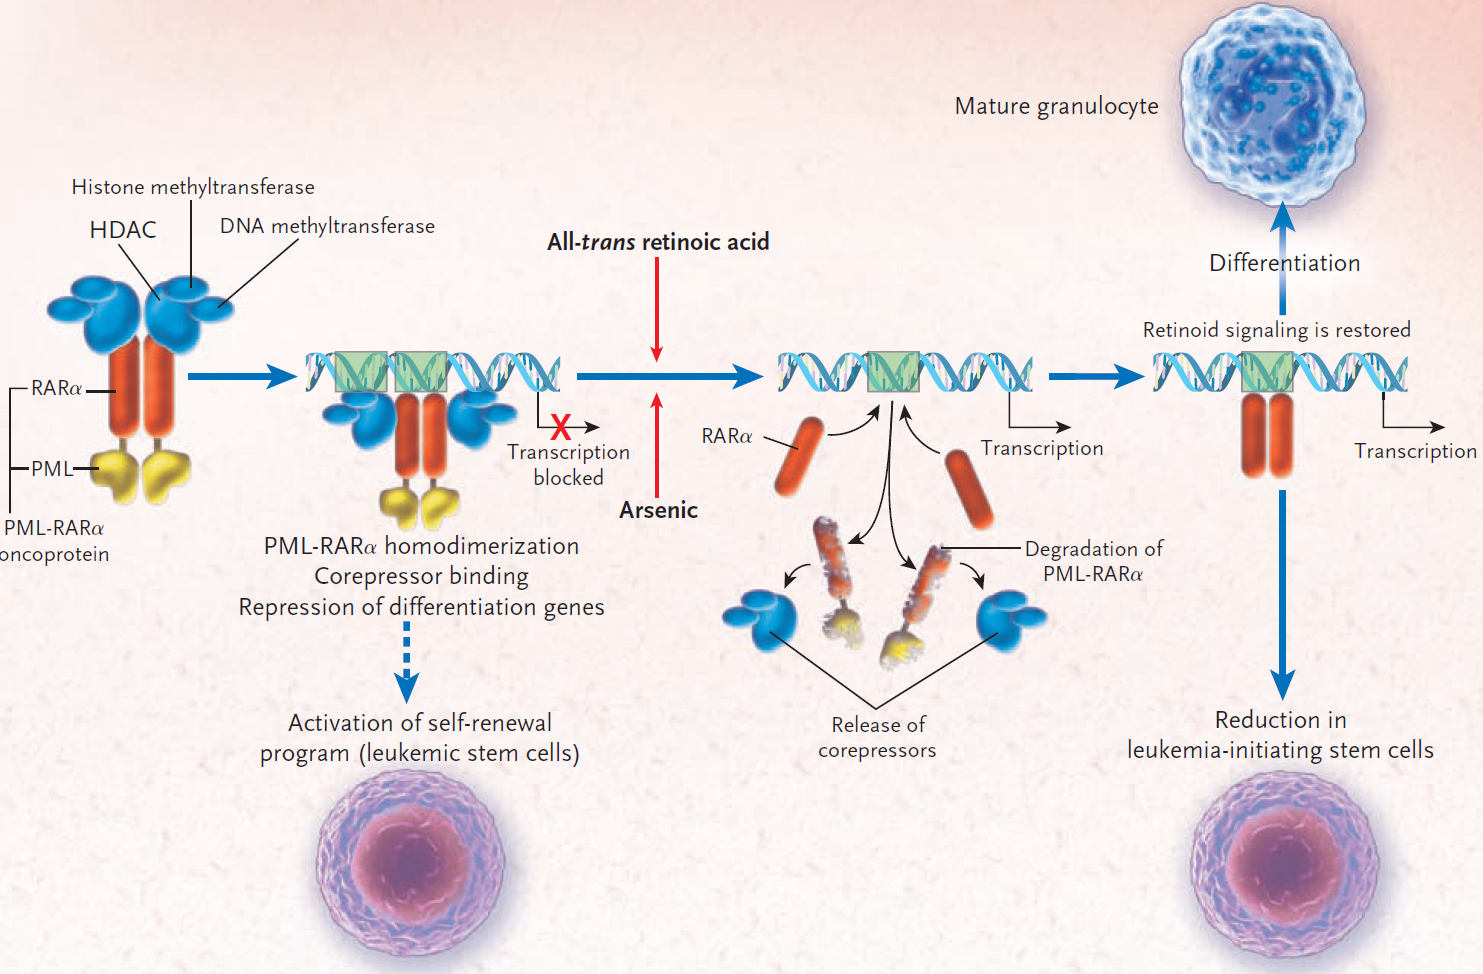 Mature granulocyte
Histone methyltransferase
HDAC
DNA methyltransferase
All-trans retinoic acid
Differentiation
Retinoid signaling is restored
RARα
PML
PML-RARα
oncoprotein
X
Transcription
blocked
Arsenic
PML-RARα homodimerization
Corepressor binding
Repression of differentiation genes
RARα
Transcription
Degradation of
PML-RARα
Transcription
Activation of self-renewal
program (leukemic stem cells)
Release of
corepressors
Reduction in
leukemia-initiating stem cells